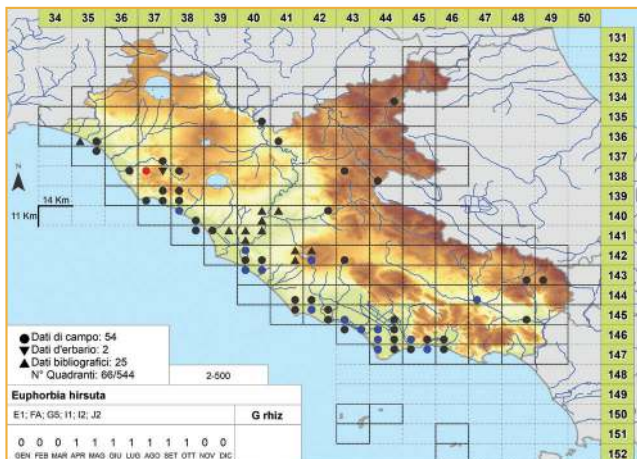 34 35 36 37 38 39 40 41 42 43 44 45 46 47 48 49 50
131
132
133
134
135
136
137
138
139
140
141
142
143
144
145
146
147
148
149
150
151
152
N
14 Km
11 Km
Dati di campo: 54
Dati d'erbario: 2
Dati bibliografici: 25
N° Quadranti: 66/544
2-500
Euphorbia hirsuta
E1; FA; G5; I1; I2; J2
G rhiz
0 0 0 1 1 1 1 1 1 1 0 0
GEN FEB MAR APR MAG GIU LUG AGO SET OTT NOV DIC